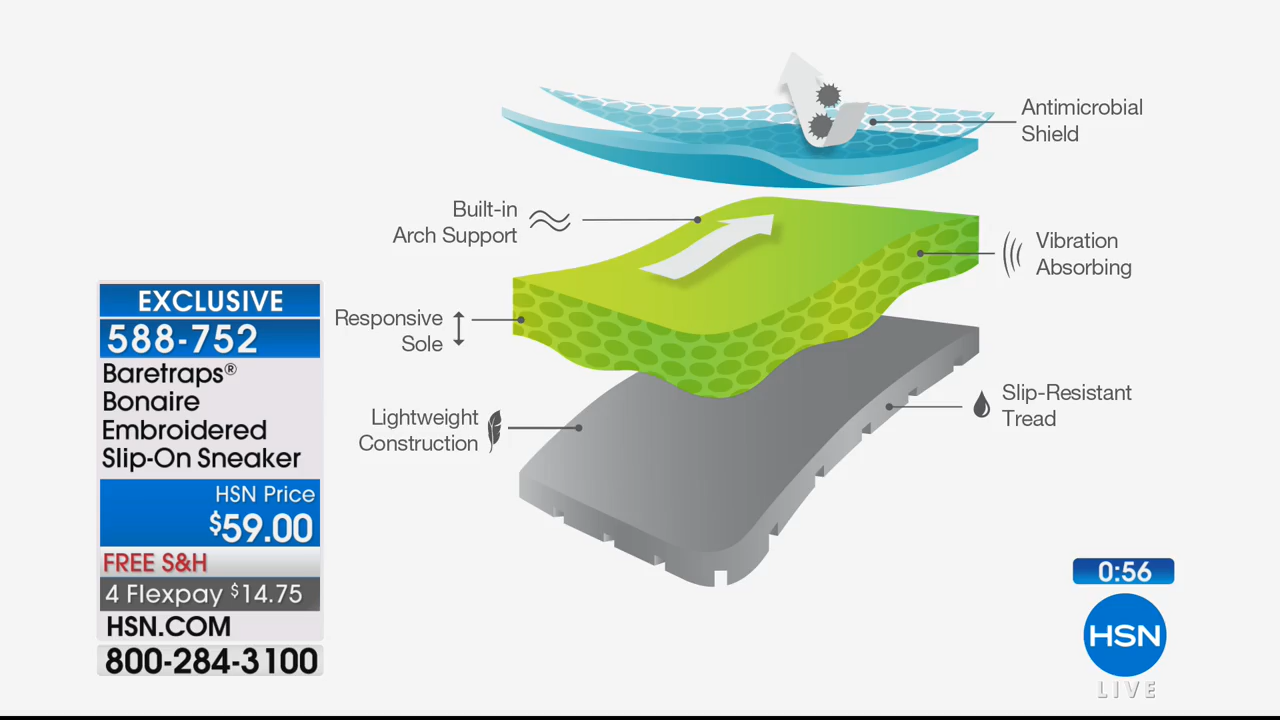 Antimicrobial
Shield
Built-in
Arch Support
Vibration
Absorbing
Responsive
Sole
Lightweight
Construction
Slip-Resistant
Tread
EXCLUSIVE
588-752
Baretraps®
Bonaire
Embroidered
Slip-On Sneaker
HSN Price
$59.00
FREE S&H
4 Flexpay $14.75
HSN.COM
800-284-3100
0:56
HSN
LIVE